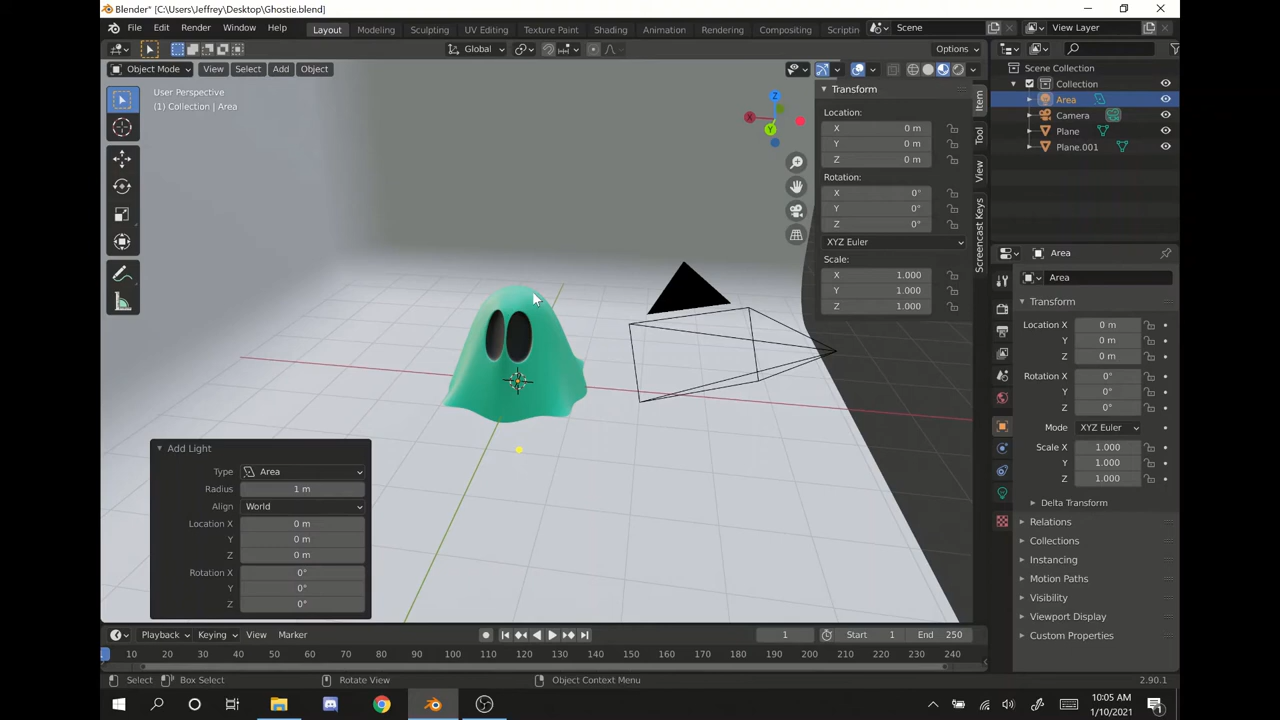 Blender* [C:\Users\Jeffrey\Desktop\Ghostie.blend]
File Edit Render Window Help Layout Modeling Sculpting UV Editing Texture Paint Shading Animation Rendering Compositing Scriptin Scene View Layer
Global Options
Object Mode View Select Add Object
User Perspective
(1) Collection | Area
Z
X
Y
Transform
Location:
X 0 m
Y 0 m
Z 0 m
Rotation:
X 0°
Y 0°
Z 0°
XYZ Euler
Scale:
X 1.000
Y 1.000
Z 1.000
Item
Tool
View
Screencast Keys
Scene Collection
Collection
Area
Camera
Plane
Plane.001
Area
Area
Transform
Location X 0 m
Y 0 m
Z 0 m
Rotation X 0°
Y 0°
Z 0°
Mode XYZ Euler
Scale X 1.000
Y 1.000
Z 1.000
Delta Transform
Relations
Collections
Instancing
Motion Paths
Visibility
Viewport Display
Custom Properties
Add Light
Type Area
Radius 1 m
Align World
Location X 0 m
Y 0 m
Z 0 m
Rotation X 0°
Y 0°
Z 0°
Playback Keying View Marker 1 Start 1 End 250
10 20 30 40 50 60 70 80 90 100 110 120 130 140 150 160 170 180 190 200 210 220 230 240
Select Box Select Rotate View Object Context Menu 2.90.1
10:05 AM
1/10/2021